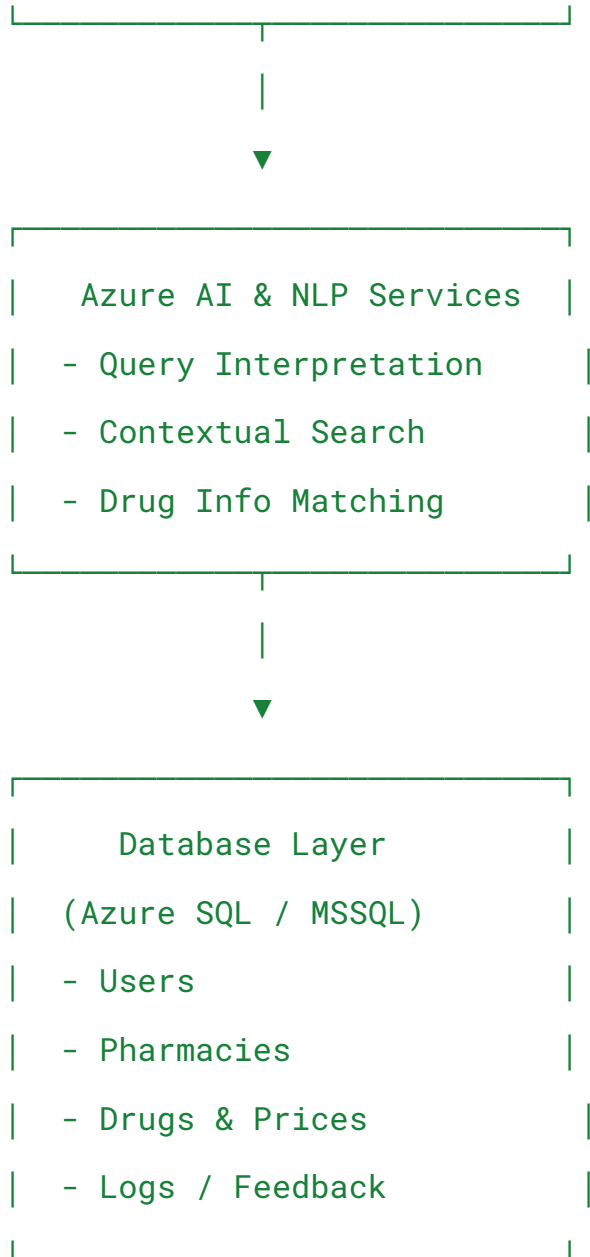 Azure AI & NLP Services
- Query Interpretation
- Contextual Search
- Drug Info Matching
Database Layer
(Azure SQL / MSSQL)
- Users
- Pharmacies
- Drugs & Prices
- Logs / Feedback